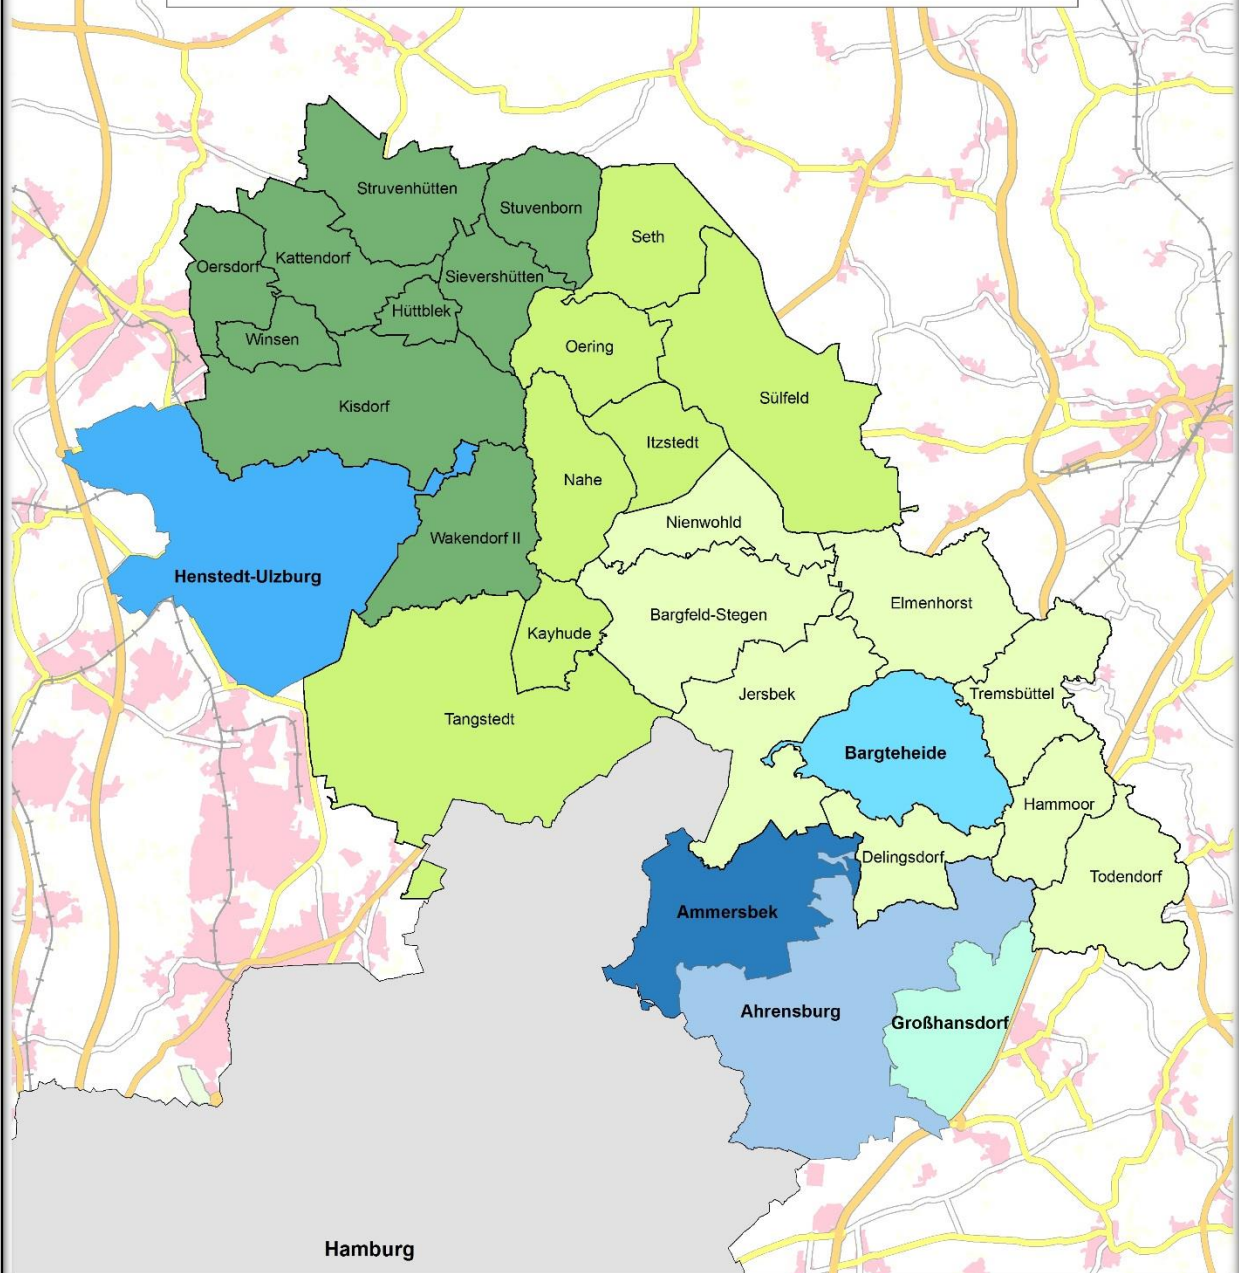 Struvenhütten
Stuvenborn
Seth
Kattendorf
Oersdorf
Sievershütten
Hüttblek
Winsen
Oering
Sülfeld
Kisdorf
Itzstedt
Nahe
Nienwohld
Wakendorf II
Henstedt-Ulzburg
Elmenhorst
Bargfeld-Stegen
Kayhude
Jersbek
Tremsbüttel
Tangstedt
Bargteheide
Hammoor
Delingsdorf
Todendorf
Ammersbek
Ahrensburg
Großhansdorf
Hamburg